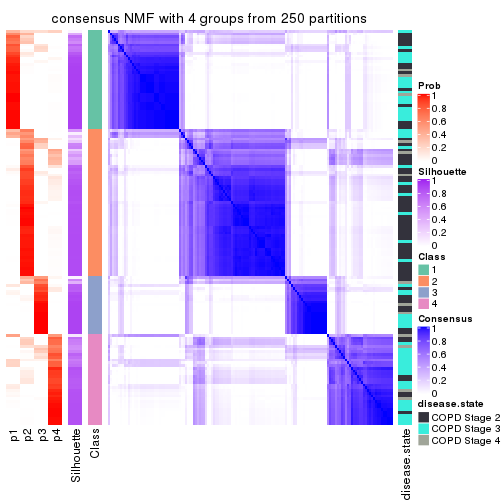 consensus NMF with 4 groups from 250 partitions
Prob
1
0.8
0.6
0.4
0.2
0
Silhouette
1
0.8
0.6
0.4
0.2
0
Class
1
2
3
4
Consensus
1
0.8
0.6
0.4
0.2
0
disease.state
COPD Stage 2
COPD Stage 3
COPD Stage 4
p1
p2
p3
p4
Silhouette
Class
disease.state